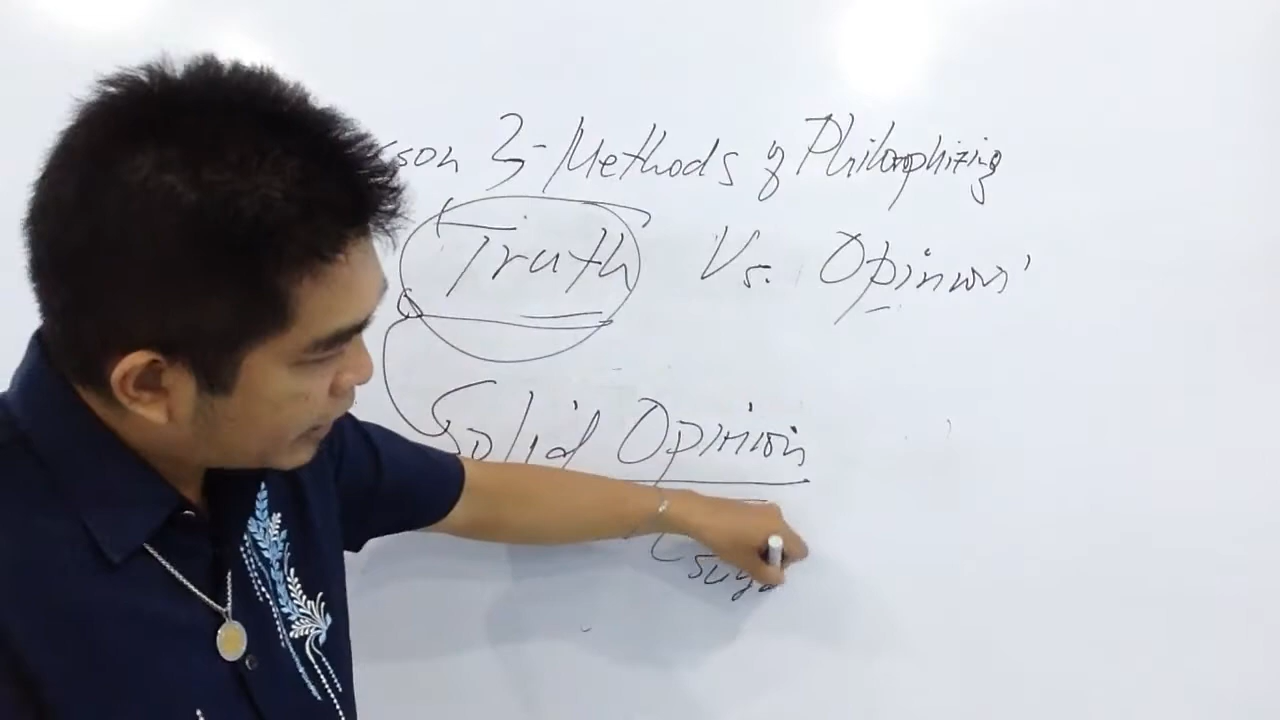 son 3- Methods of Philosophizing
Truth Vs. Opinion
Solid Opinion